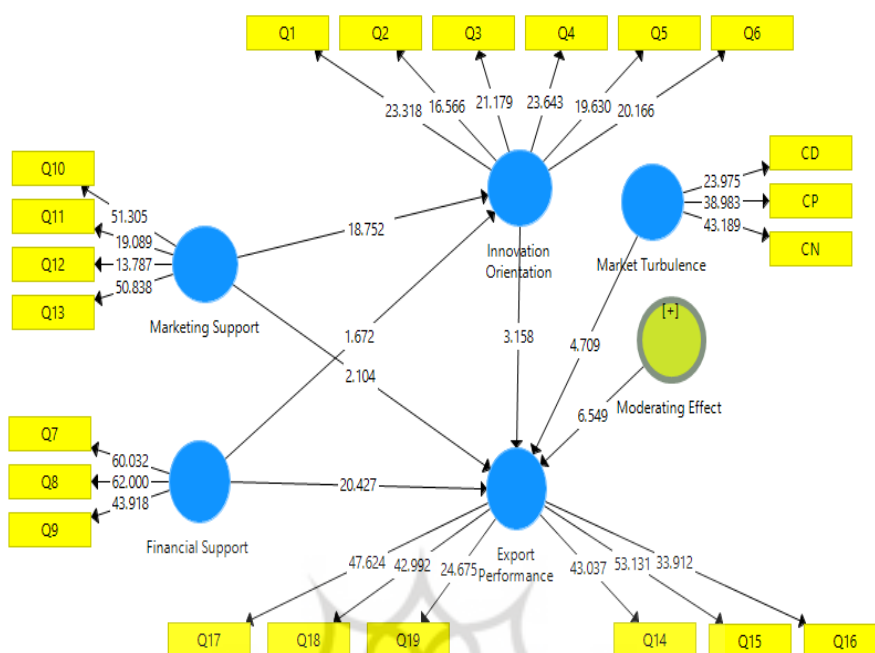 Q1 Q2 Q3 Q4 Q5 Q6
23.318 16.566 21.179 23.643 19.630 20.166
Q10
Q11
Q12
Q13
51.305
19.089
13.787
50.838
Marketing Support
18.752
Innovation
Orientation
CD
CP
CN
23.975
38.983
43.189
Market Turbulence
1.672
2.104
3.158
4.709
[+]
Moderating Effect
6.549
Q7
Q8
Q9
60.032
62.000
43.918
Financial Support
20.427
Export
Performance
47.624 42.992 24.675 43.037 53.131 33.912
Q17 Q18 Q19 Q14 Q15 Q16